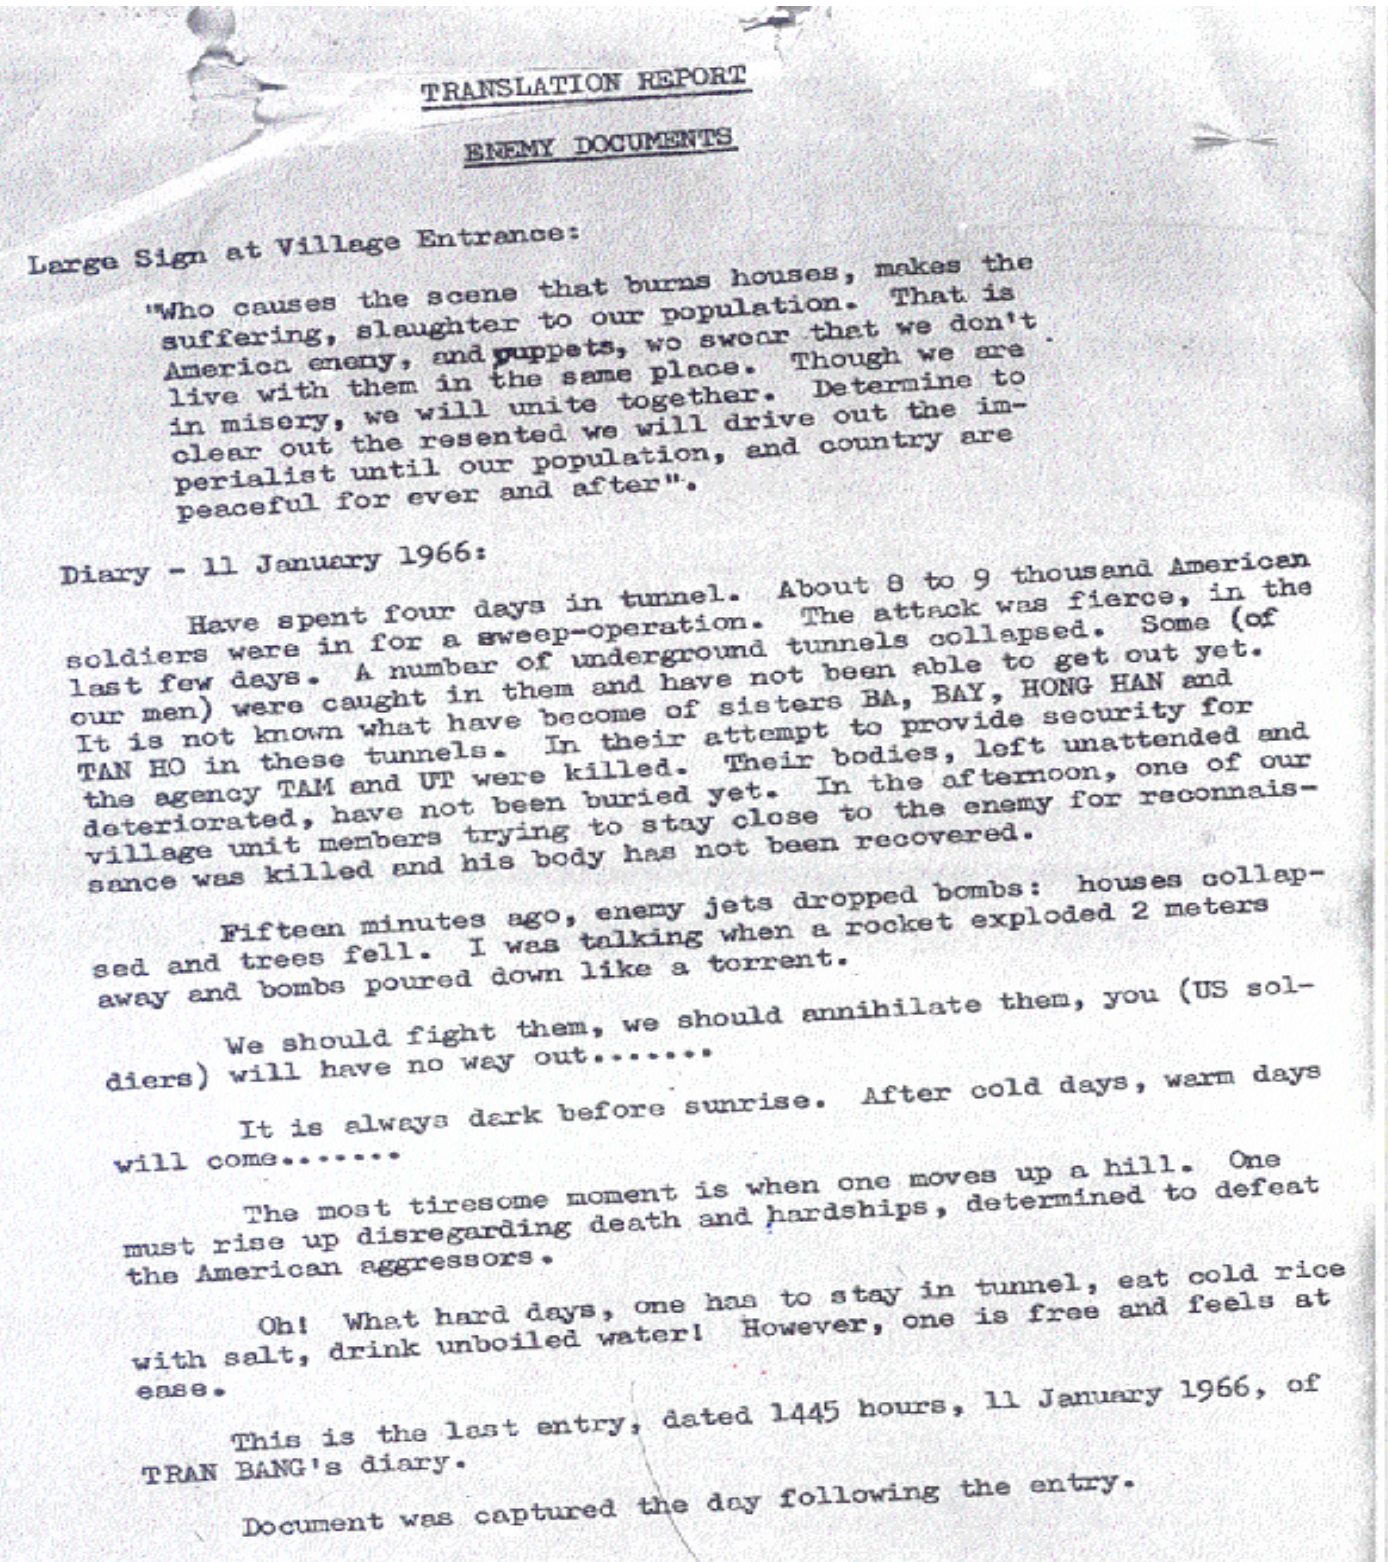 TRANSLATION REPORT
ENEMY DOCUMENTS
Large Sign at Village Entrance:
"Who causes the scene that burns houses, makes the
suffering, slaughter to our population. That is
America enemy, and puppets, we swear that we don't
live with them in the same place. Though we are
in misery, we will unite together. Determine to
clear out the resented we will drive out the im-
perialist until our population, and country are
peaceful for ever and after".
Diary - 11 January 1966:
Have spent four days in tunnel. About 8 to 9 thousand American
soldiers were in for a sweep-operation. The attack was fierce, in the
last few days. A number of underground tunnels collapsed. Some (of
our men) were caught in them and have not been able to get out yet.
It is not known what have become of sisters BA, BAY, HONG HAN and
TAN HO in these tunnels. In their attempt to provide security for
the agency TAM and UT were killed. Their bodies, left unattended and
deteriorated, have not been buried yet. In the afternoon, one of our
village unit members trying to stay close to the enemy for reconnais-
sance was killed and his body has not been recovered.
Fifteen minutes ago, enemy jets dropped bombs: houses collap-
sed and trees fell. I was talking when a rocket exploded 2 meters
away and bombs poured down like a torrent.
We should fight them, we should annihilate them, you (US sol-
diers) will have no way out.......
It is always dark before sunrise. After cold days, warm days
will come.......
The most tiresome moment is when one moves up a hill. One
must rise up disregarding death and hardships, determined to defeat
the American aggressors.
Oh! What hard days, one has to stay in tunnel, eat cold rice
with salt, drink unboiled water! However, one is free and feels at
ease.
This is the last entry, dated 1445 hours, 11 January 1966, of
TRAN BANG's diary.
Document was captured the day following the entry.